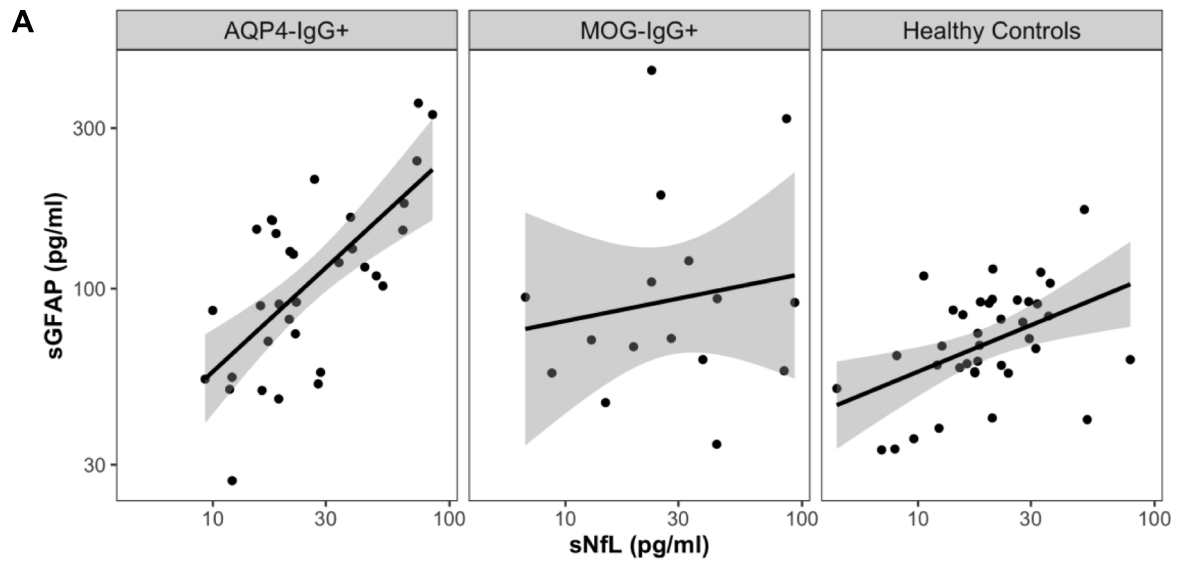 A
AQP4-IgG+
MOG-IgG+
Healthy Controls
300
100
30
sGFAP (pg/ml)
10 30 100
10 30 100
10 30 100
sNfL (pg/ml)